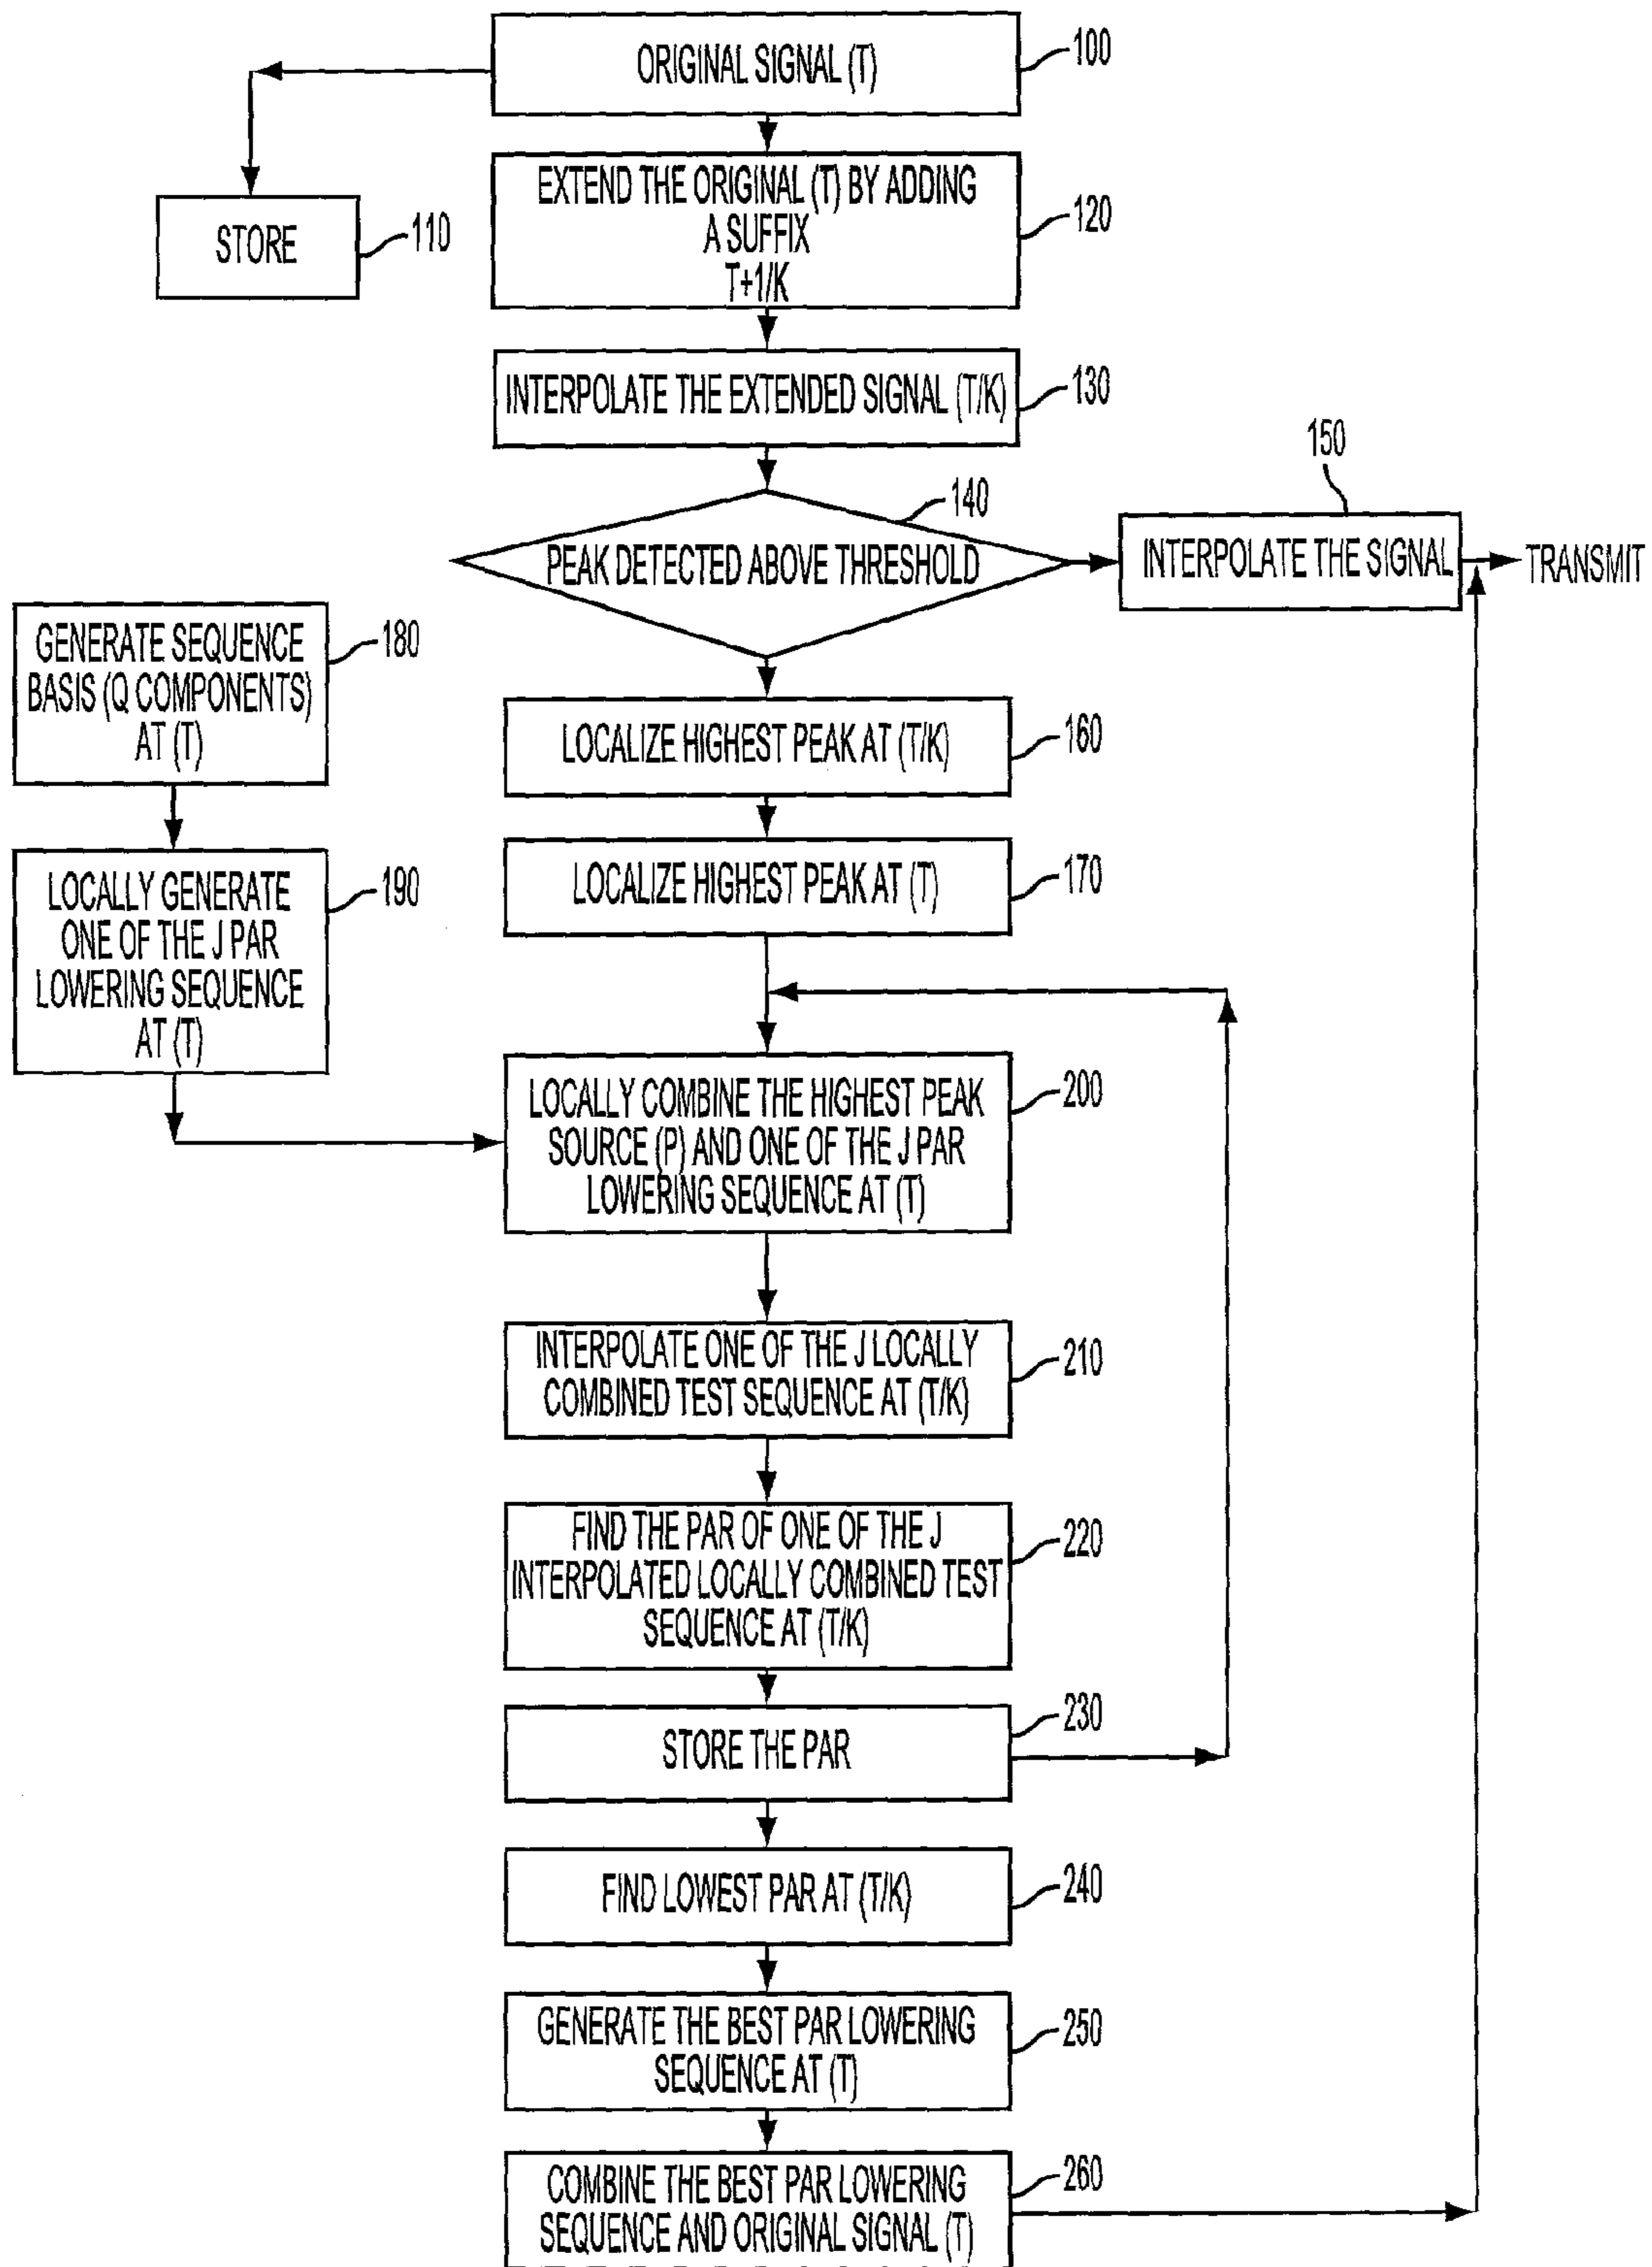 ORIGINAL SIGNAL (T)
100
EXTEND THE ORIGINAL (T) BY ADDING
A SUFFIX
T+1/K
120
STORE
110
INTERPOLATE THE EXTENDED SIGNAL (T/K)
130
PEAK DETECTED ABOVE THRESHOLD
140
INTERPOLATE THE SIGNAL
150
TRANSMIT
GENERATE SEQUENCE
BASIS (Q COMPONENTS)
AT (T)
180
LOCALIZE HIGHEST PEAK AT (T/K)
160
LOCALIZE HIGHEST PEAK AT (T)
170
LOCALLY GENERATE
ONE OF THE J PAR
LOWERING SEQUENCE
AT (T)
190
LOCALLY COMBINE THE HIGHEST PEAK
SOURCE (P) AND ONE OF THE J PAR
LOWERING SEQUENCE AT (T)
200
INTERPOLATE ONE OF THE J LOCALLY
COMBINED TEST SEQUENCE AT (T/K)
210
FIND THE PAR OF ONE OF THE J
INTERPOLATED LOCALLY COMBINED TEST
SEQUENCE AT (T/K)
220
STORE THE PAR
230
FIND LOWEST PAR AT (T/K)
240
GENERATE THE BEST PAR LOWERING
SEQUENCE AT (T)
250
COMBINE THE BEST PAR LOWERING
SEQUENCE AND ORIGINAL SIGNAL (T)
260